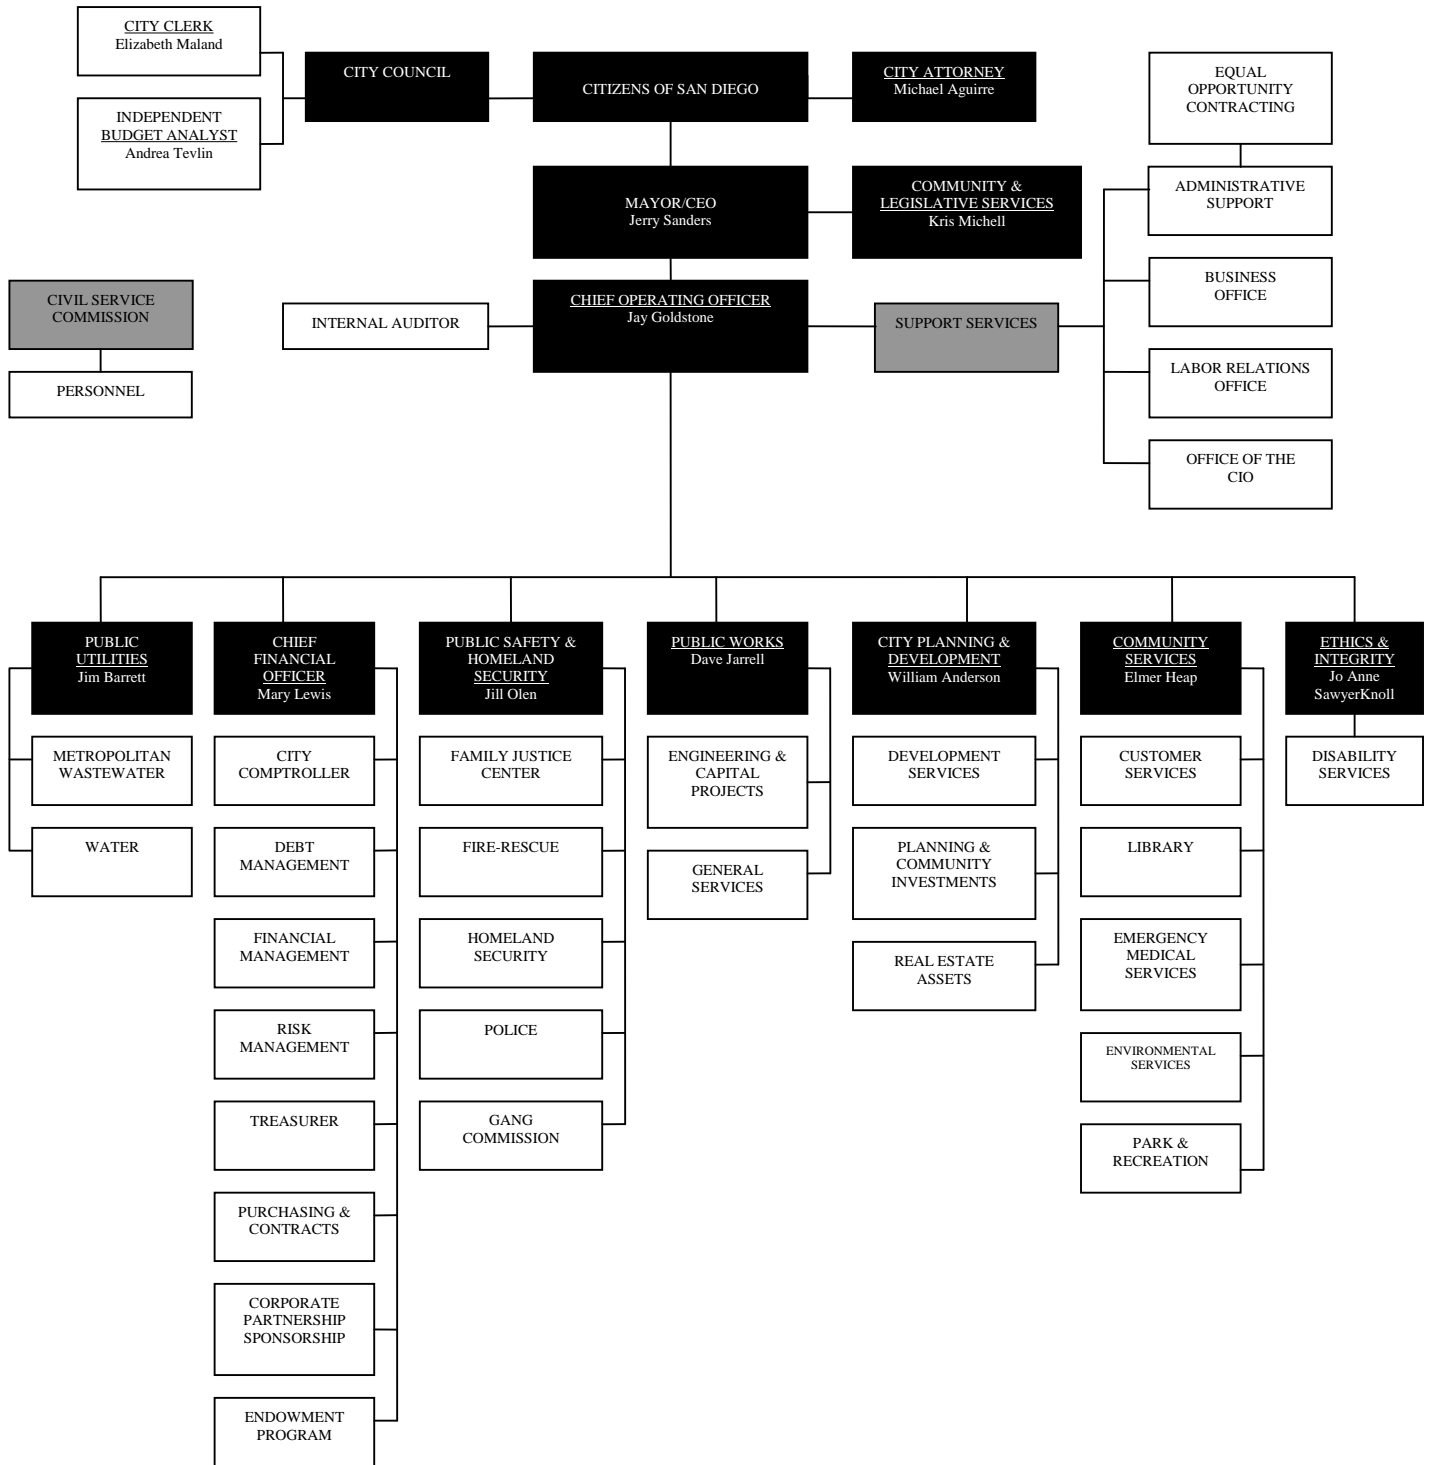 CITY CLERK
Elizabeth Maland
INDEPENDENT
BUDGET ANALYST
Andrea Tevlin
CITY COUNCIL
CITIZENS OF SAN DIEGO
CITY ATTORNEY
Michael Aguirre
EQUAL
OPPORTUNITY
CONTRACTING
MAYOR/CEO
Jerry Sanders
COMMUNITY &
LEGISLATIVE SERVICES
Kris Michell
ADMINISTRATIVE
SUPPORT
BUSINESS
OFFICE
LABOR RELATIONS
OFFICE
OFFICE OF THE
CIO
CIVIL SERVICE
COMMISSION
PERSONNEL
INTERNAL AUDITOR
CHIEF OPERATING OFFICER
Jay Goldstone
SUPPORT SERVICES
PUBLIC
UTILITIES
Jim Barrett
METROPOLITAN
WASTEWATER
WATER
CHIEF
FINANCIAL
OFFICER
Mary Lewis
CITY
COMPTROLLER
DEBT
MANAGEMENT
FINANCIAL
MANAGEMENT
RISK
MANAGEMENT
TREASURER
PURCHASING &
CONTRACTS
CORPORATE
PARTNERSHIP
SPONSORSHIP
ENDOWMENT
PROGRAM
PUBLIC SAFETY &
HOMELAND
SECURITY
Jill Olen
FAMILY JUSTICE
CENTER
FIRE-RESCUE
HOMELAND
SECURITY
POLICE
GANG
COMMISSION
PUBLIC WORKS
Dave Jarrell
ENGINEERING &
CAPITAL
PROJECTS
GENERAL
SERVICES
CITY PLANNING &
DEVELOPMENT
William Anderson
DEVELOPMENT
SERVICES
PLANNING &
COMMUNITY
INVESTMENTS
REAL ESTATE
ASSETS
COMMUNITY
SERVICES
Elmer Heap
CUSTOMER
SERVICES
LIBRARY
EMERGENCY
MEDICAL
SERVICES
ENVIRONMENTAL
SERVICES
PARK &
RECREATION
ETHICS &
INTEGRITY
Jo Anne
SawyerKnoll
DISABILITY
SERVICES